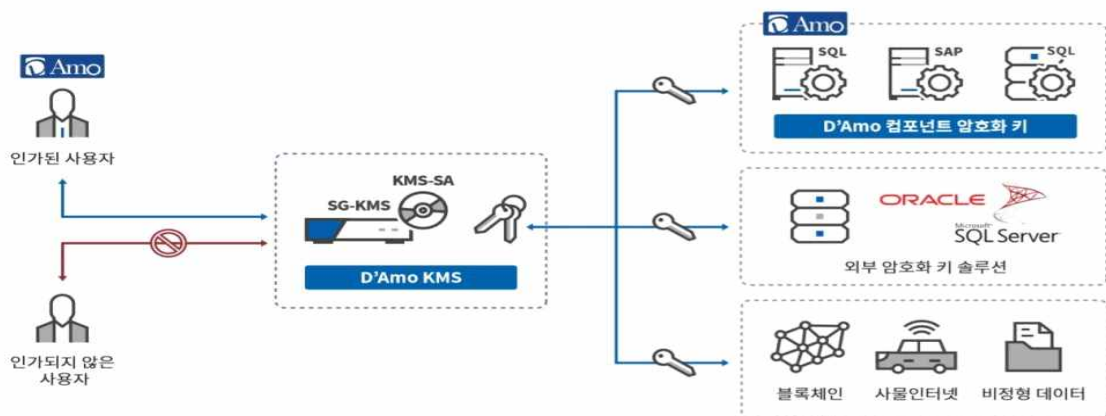 D Amo
인가된 사용자
인가되지 않은
사용자
KMS-SA
SG-KMS
D'Amo KMS
D Amo
SQL
SAP
SQL
D'Amo 컴포넌트 암호화 키
ORACLE
Microsoft
SQL Server
외부 암호화 키 솔루션
블록체인
사물인터넷
비정형 데이터